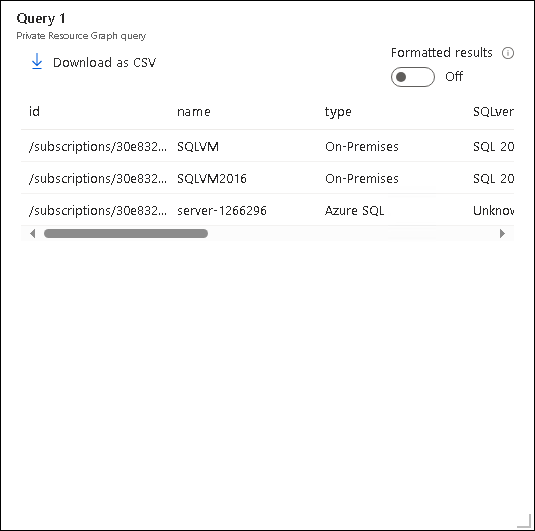 Query 1
Private Resource Graph query
Download as CSV
Formatted results
Off
id name type SQLver
/subscriptions/30e832... SQLVM On-Premises SQL 20
/subscriptions/30e832... SQLVM2016 On-Premises SQL 20
/subscriptions/30e832... server-1266296 Azure SQL Unknow